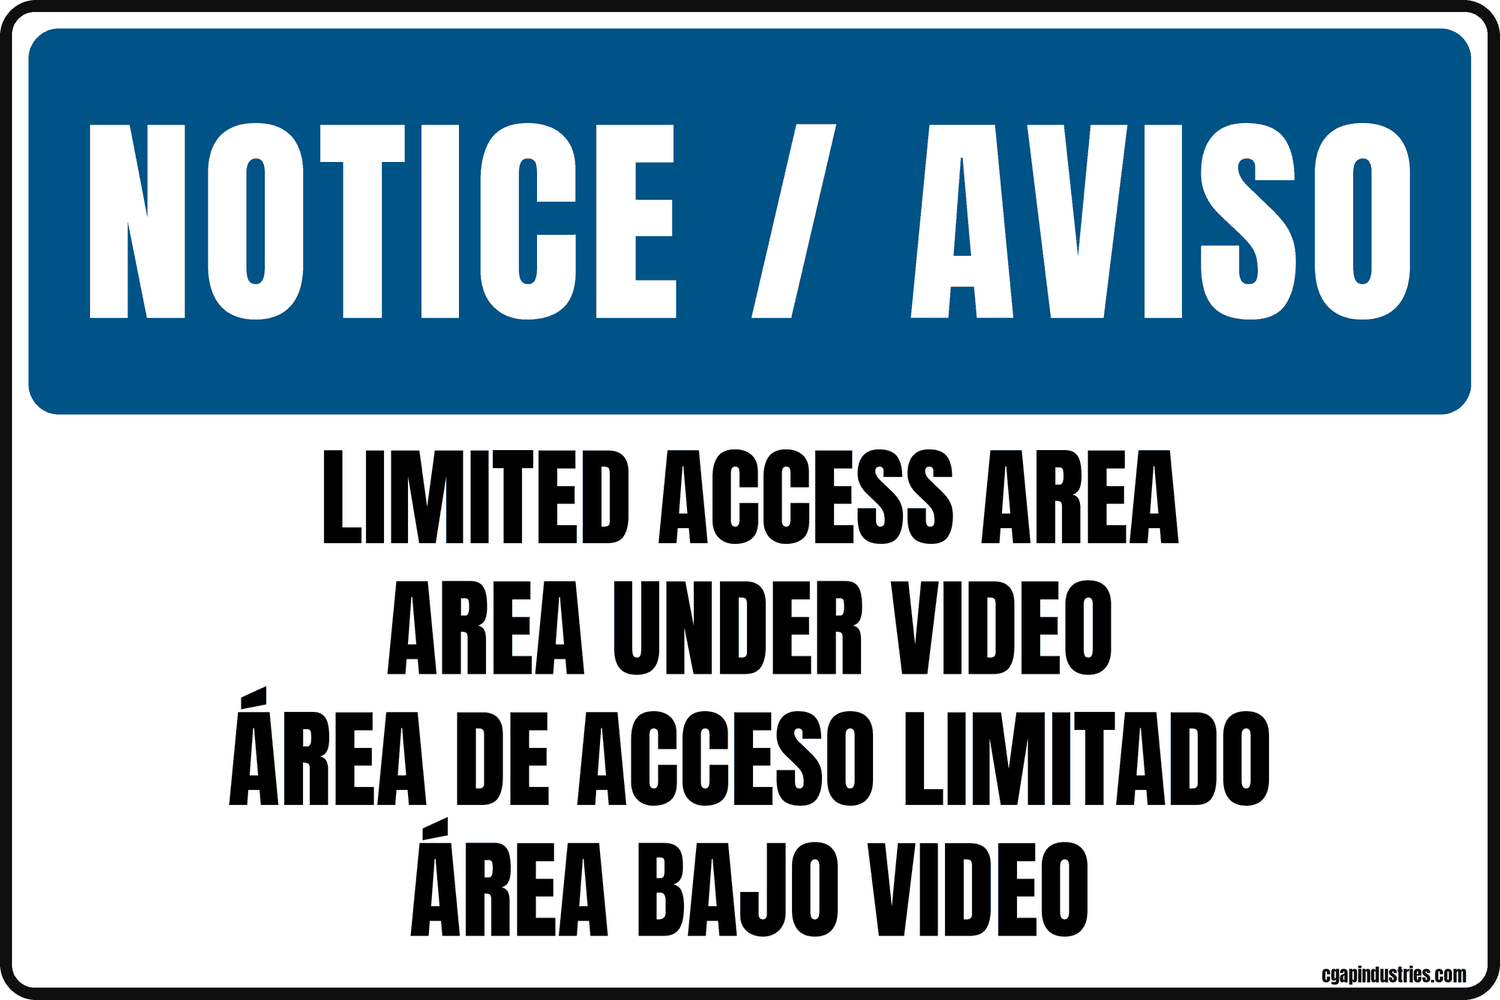 NOTICE / AVISO
LIMITED ACCESS AREA
AREA UNDER VIDEO
ÁREA DE ACCESO LIMITADO
ÁREA BAJO VIDEO
cgapindustries.com